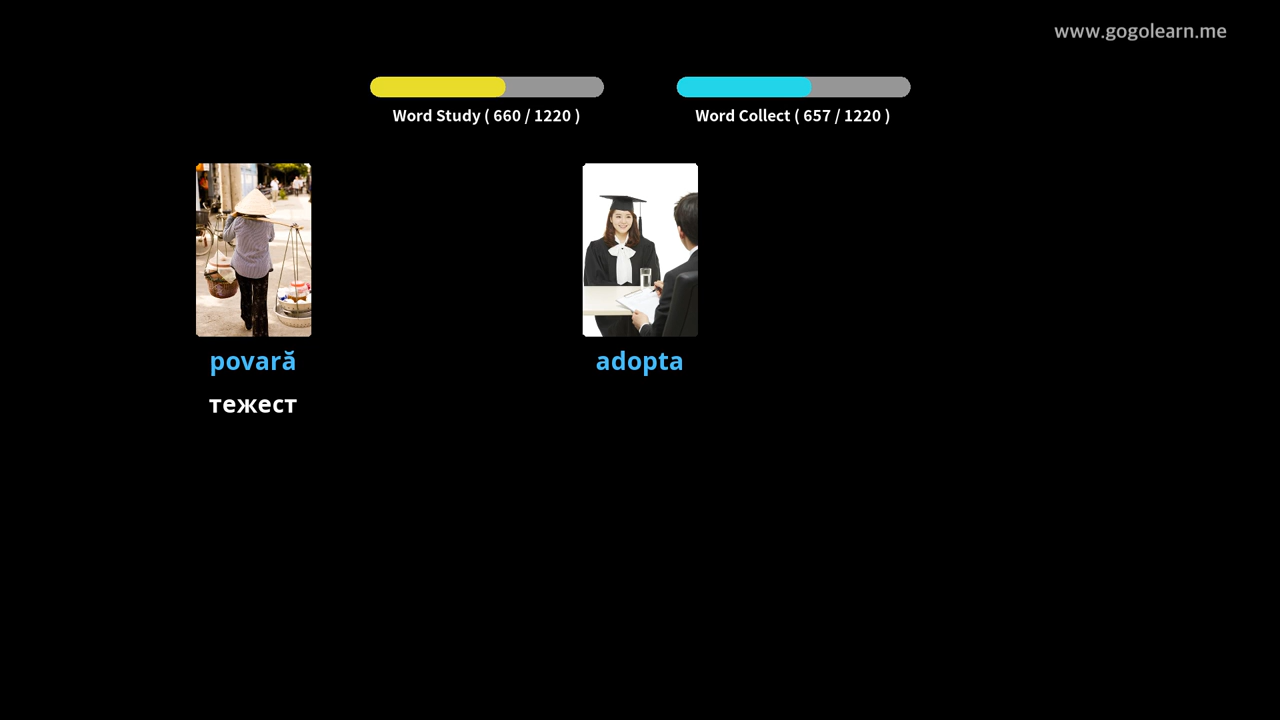 www.gogolearn.me
Word Study ( 660 / 1220 )
Word Collect ( 657 / 1220 )
povară
adopta
тежест